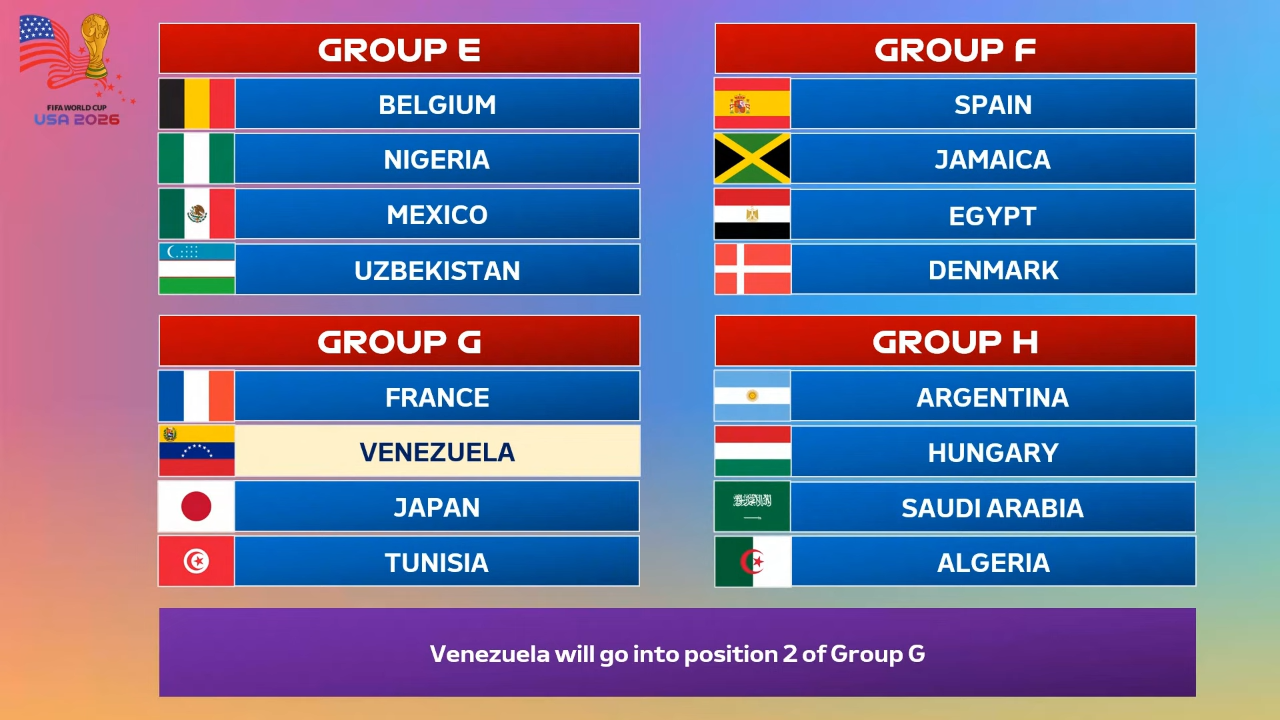 FIFA WORLD CUP
USA 2026
GROUP E
BELGIUM
NIGERIA
MEXICO
UZBEKISTAN
GROUP F
SPAIN
JAMAICA
EGYPT
DENMARK
GROUP G
FRANCE
VENEZUELA
JAPAN
TUNISIA
GROUP H
ARGENTINA
HUNGARY
SAUDI ARABIA
ALGERIA
Venezuela will go into position 2 of Group G